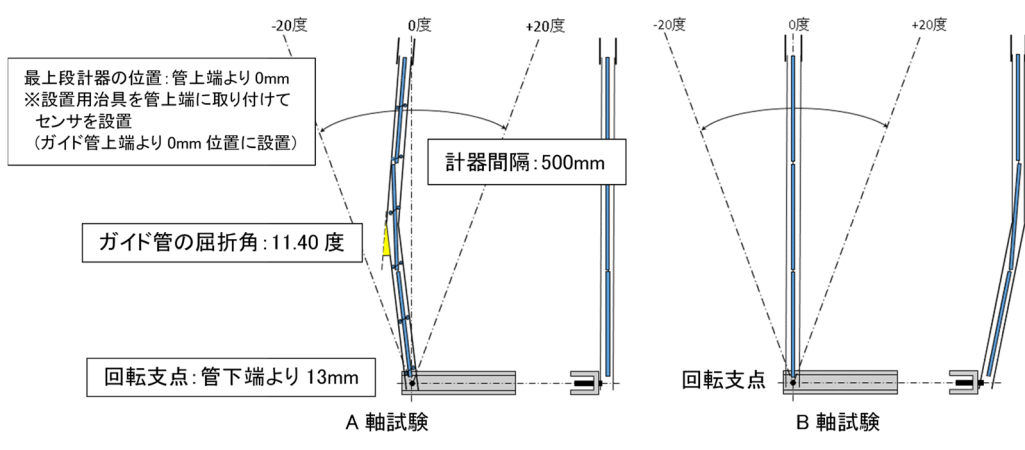 -20度
0度
+20度
-20度
0度
+20度
最上段計器の位置：管上端より 0mm
※設置用治具を管上端に取り付けて
センサを設置
（ガイド管上端より 0mm 位置に設置）
計器間隔：500mm
ガイド管の屈折角：11.40 度
回転支点：管下端より 13mm
回転支点
A 軸試験
B 軸試験